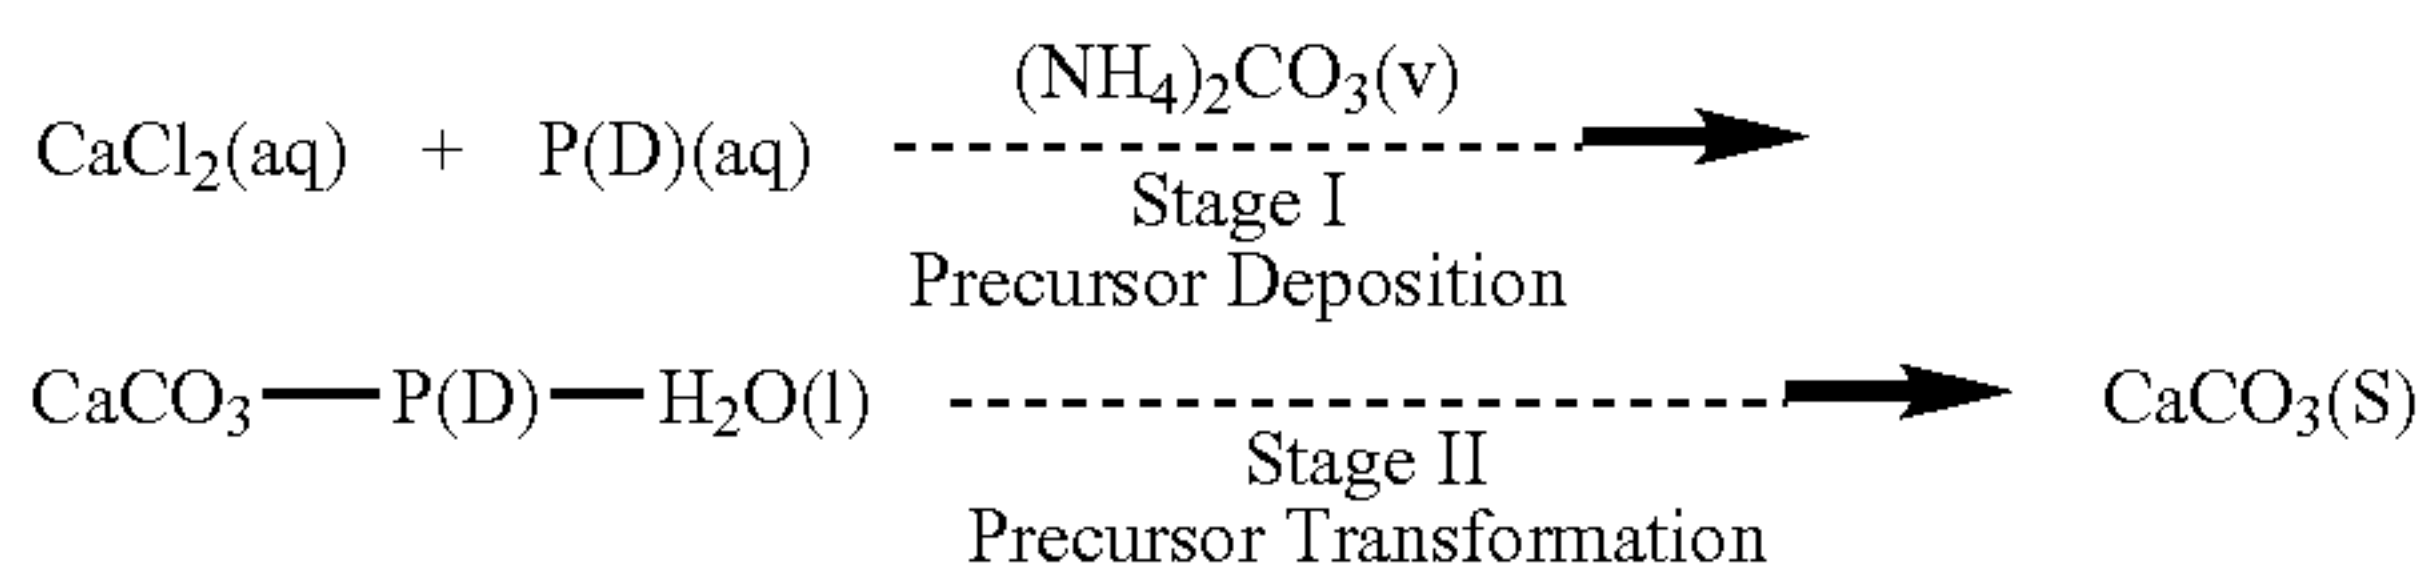 (NH₄)₂CO₃(v)
CaCl₂(aq) + P(D)(aq)
Stage I
Precursor Deposition
CaCO₃—P(D)—H₂O(l) CaCO₃(S)
Stage II
Precursor Transformation